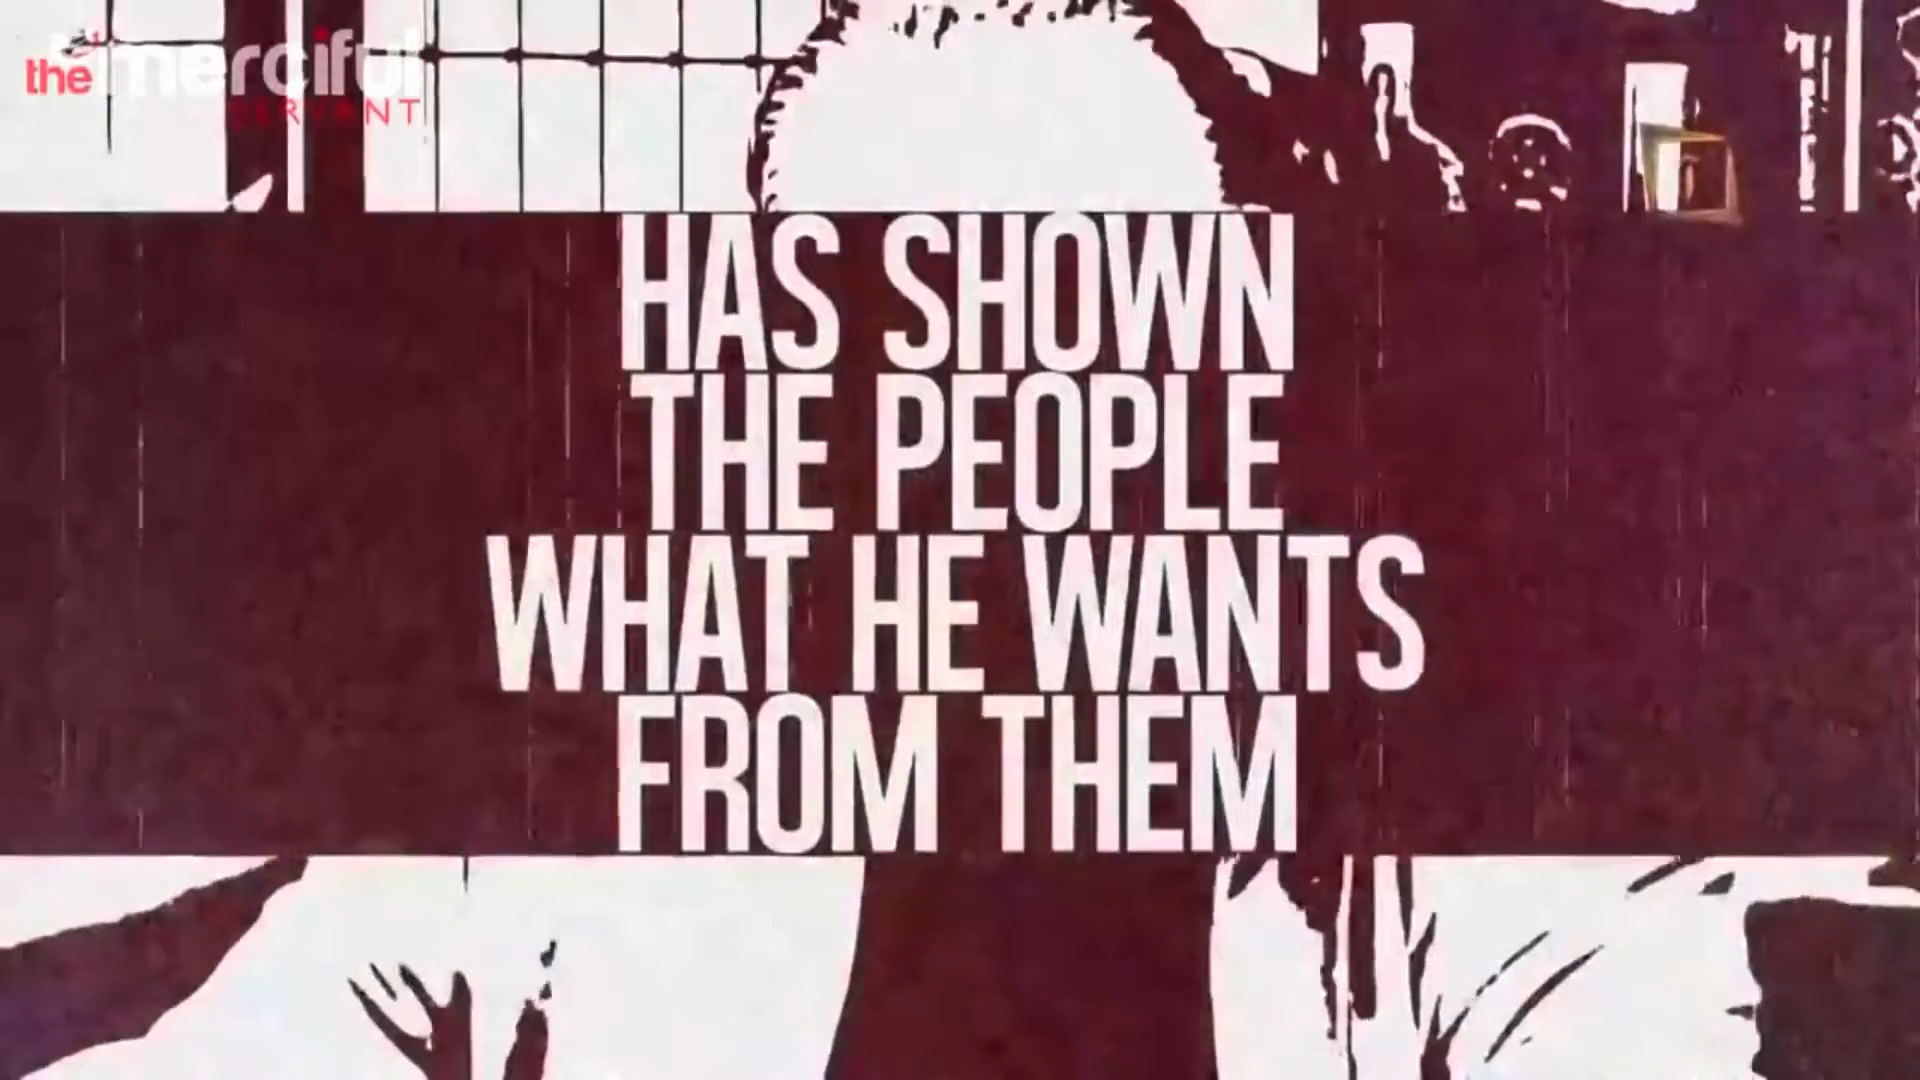 the merciful
SERVANT
HAS SHOWN
THE PEOPLE
WHAT HE WANTS
FROM THEM